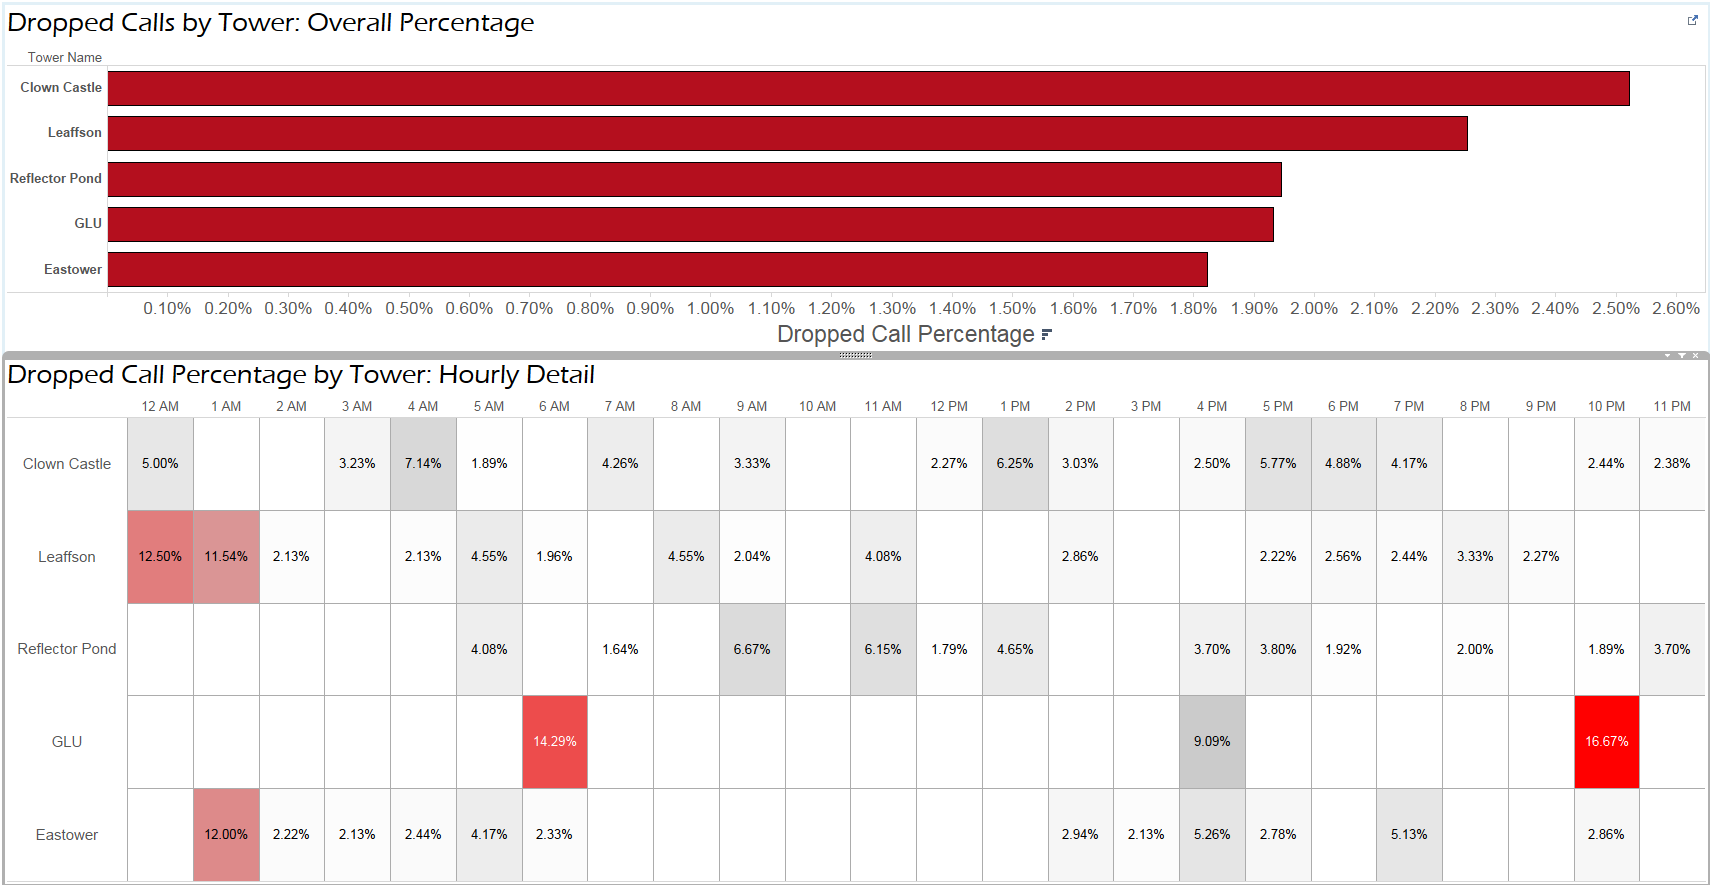 Dropped Calls by Tower: Overall Percentage
Tower Name
Clown Castle
Leaffson
Reflector Pond
GLU
Eastower
0.10% 0.20% 0.30% 0.40% 0.50% 0.60% 0.70% 0.80% 0.90% 1.00% 1.10% 1.20% 1.30% 1.40% 1.50% 1.60% 1.70% 1.80% 1.90% 2.00% 2.10% 2.20% 2.30% 2.40% 2.50% 2.60%
Dropped Call Percentage
Dropped Call Percentage by Tower: Hourly Detail
12 AM 1 AM 2 AM 3 AM 4 AM 5 AM 6 AM 7 AM 8 AM 9 AM 10 AM 11 AM 12 PM 1 PM 2 PM 3 PM 4 PM 5 PM 6 PM 7 PM 8 PM 9 PM 10 PM 11 PM
Clown Castle 5.00% 3.23% 7.14% 1.89% 4.26% 3.33% 2.27% 6.25% 3.03% 2.50% 5.77% 4.88% 4.17% 2.44% 2.38%
Leaffson 12.50% 11.54% 2.13% 2.13% 4.55% 1.96% 4.55% 2.04% 4.08% 2.86% 2.22% 2.56% 2.44% 3.33% 2.27%
Reflector Pond 4.08% 1.64% 6.67% 6.15% 1.79% 4.65% 3.70% 3.80% 1.92% 2.00% 1.89% 3.70%
GLU 14.29% 9.09% 16.67%
Eastower 12.00% 2.22% 2.13% 2.44% 4.17% 2.33% 2.94% 2.13% 5.26% 2.78% 5.13% 2.86%